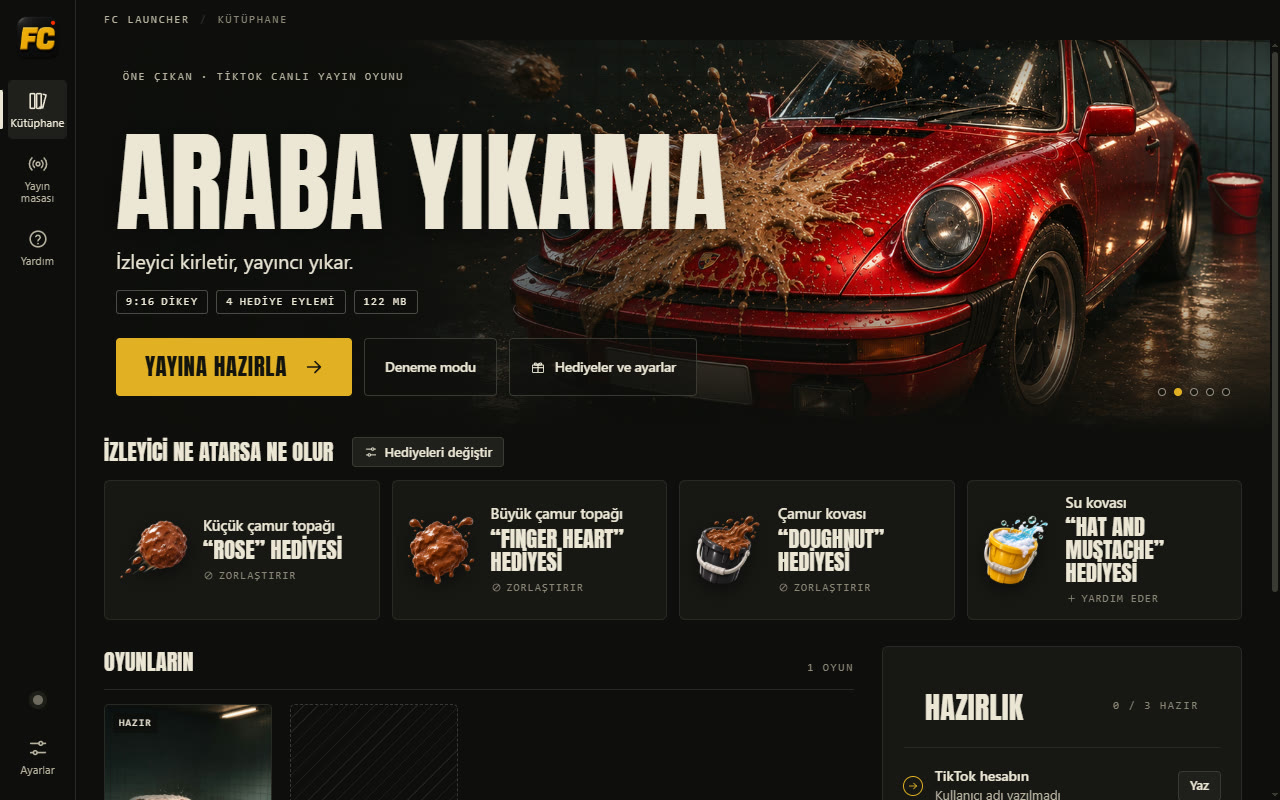 FC
FC LAUNCHER / KÜTÜPHANE
Kütüphane
Yayın
masası
Yardım
ÖNE ÇIKAN · TİKTOK CANLI YAYIN OYUNU
ARABA YIKAMA
İzleyici kirletir, yayıncı yıkar.
9:16 DİKEY
4 HEDİYE EYLEMİ
122 MB
YAYINA HAZIRLA
Deneme modu
Hediyeler ve ayarlar
İZLEYİCİ NE ATARSA NE OLUR
Hediyeleri değiştir
Küçük çamur topağı
“ROSE” HEDİYESİ
ZORLAŞTIRIR
Büyük çamur topağı
“FINGER HEART”
HEDİYESİ
ZORLAŞTIRIR
Çamur kovası
“DOUGHNUT”
HEDİYESİ
ZORLAŞTIRIR
Su kovası
“HAT AND
MUSTACHE”
HEDİYESİ
+ YARDIM EDER
OYUNLARIN
1 OYUN
HAZIR
HAZIRLIK
0 / 3 HAZIR
TikTok hesabın
Kullanıcı adı yazılmadı
Yaz
Ayarlar